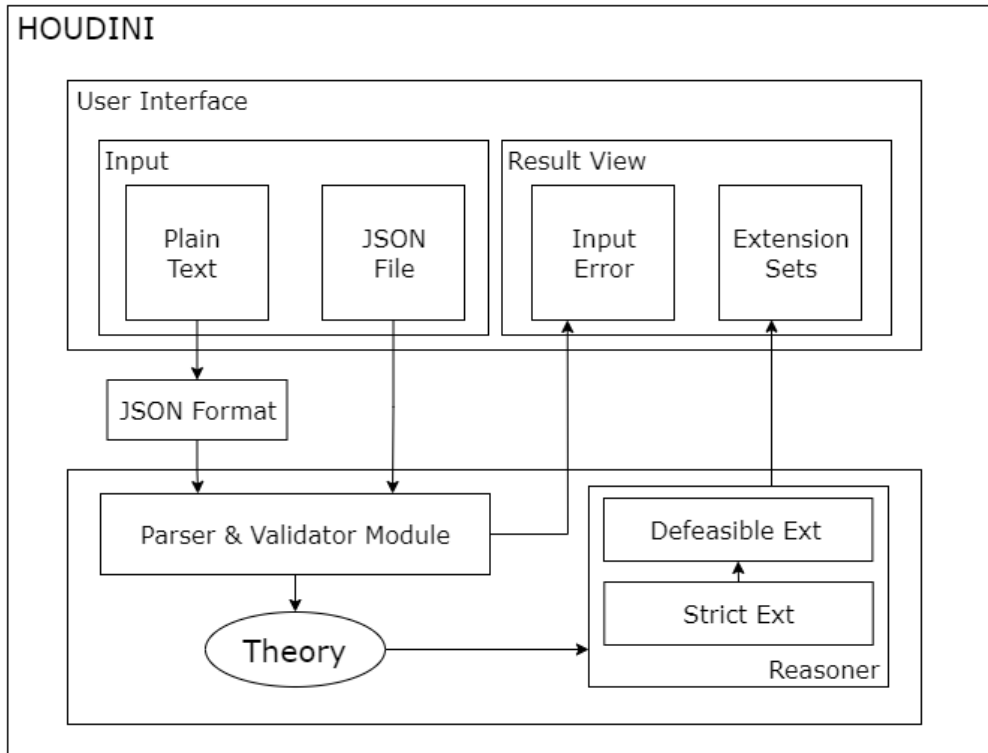 HOUDINI
User Interface
Input
Plain
Text
JSON
File
Result View
Input
Error
Extension
Sets
JSON Format
Parser & Validator Module
Theory
Defeasible Ext
Strict Ext
Reasoner